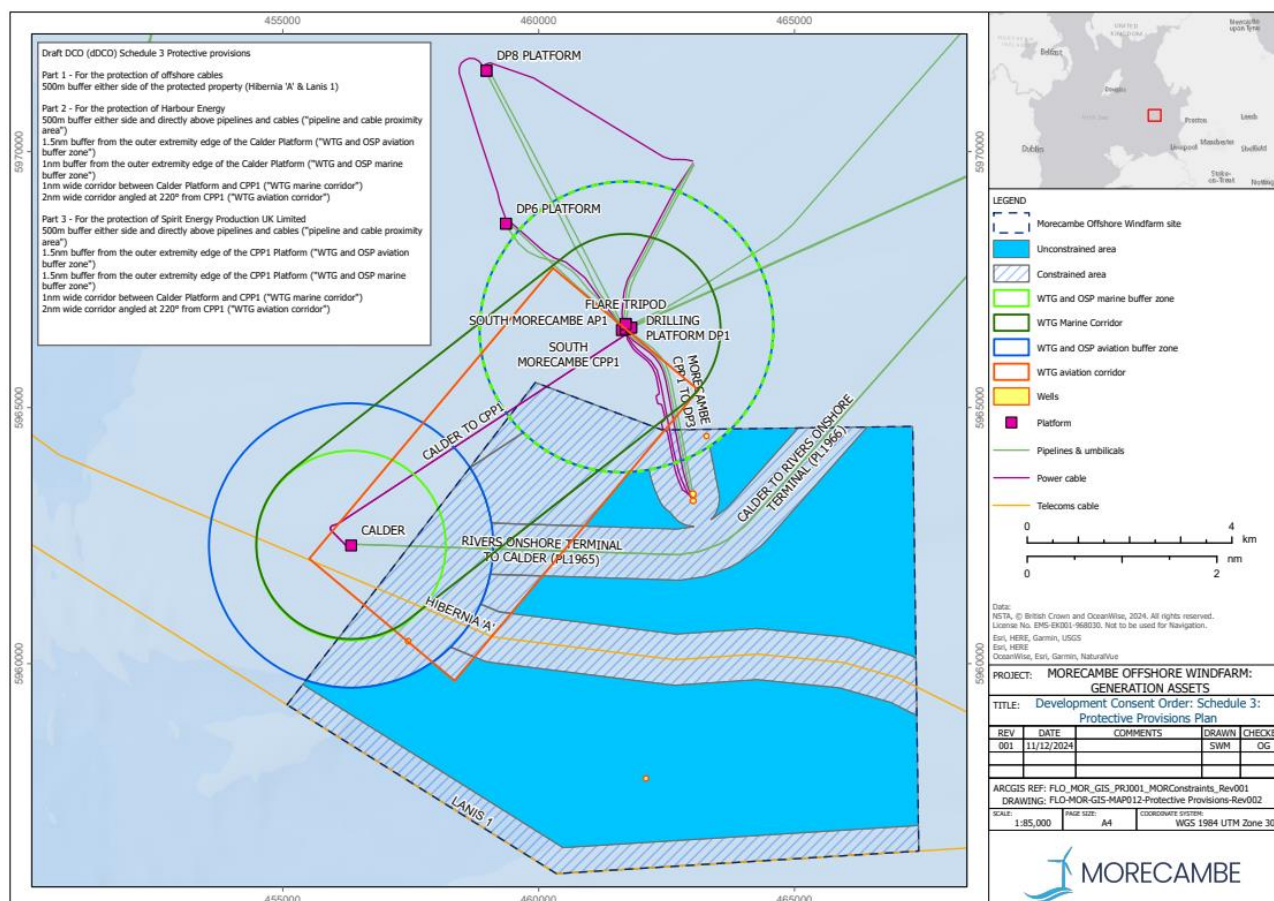 455000
460000
465000
Draft DCO (dDCO) Schedule 3 Protective provisions
Part 1 - For the protection of offshore cables
500m buffer either side of the protected property (Hibernia 'A' & Lanis 1)
Part 2 - For the protection of Harbour Energy
500m buffer either side and directly above pipelines and cables ("pipeline and cable proximity
area")
1.5nm buffer from the outer extremity edge of the Calder Platform ("WTG and OSP aviation
buffer zone")
1nm buffer from the outer extremity edge of the Calder Platform ("WTG and OSP marine
buffer zone")
1nm wide corridor between Calder Platform and CPP1 ("WTG marine corridor")
2nm wide corridor angled at 220° from CPP1 ("WTG aviation corridor")
Part 3 - For the protection of Spirit Energy Production UK Limited
500m buffer either side and directly above pipelines and cables ("pipeline and cable proximity
area")
1.5nm buffer from the outer extremity edge of the CPP1 Platform ("WTG and OSP aviation
buffer zone")
1.5nm buffer from the outer extremity edge of the CPP1 Platform ("WTG and OSP marine
buffer zone")
1nm wide corridor between Calder Platform and CPP1 ("WTG marine corridor")
2nm wide corridor angled at 220° from CPP1 ("WTG aviation corridor")
5970000
5965000
5960000
DP8 PLATFORM
DP6 PLATFORM
FLARE TRIPOD
SOUTH MORECAMBE AP1
DRILLING
PLATFORM DP1
SOUTH
MORECAMBE CPP1
MORECAMBE
CPP1 TO DP3
CALDER TO CPP1
CALDER TO RIVERS ONSHORE
TERMINAL (PL1966)
CALDER
RIVERS ONSHORE TERMINAL
TO CALDER (PL1965)
HIBERNIA 'A'
LANIS 1
5970000
5965000
5960000
455000
460000
465000
UNITED
KINGDOM
Belfast
Douglas
Dublin
Preston
Leeds
Manchester
Liverpool
Sheffield
Stoke-
on-Trent
Newcastle
upon Tyne
LEGEND
Morecambe Offshore Windfarm site
Unconstrained area
Constrained area
WTG and OSP marine buffer zone
WTG Marine Corridor
WTG and OSP aviation buffer zone
WTG aviation corridor
Wells
Platform
Pipelines & umbilicals
Power cable
Telecoms cable
0 4
km
0 2
nm
Data:
NSTA, © British Crown and OceanWise, 2024. All rights reserved.
License No. EMS-EK001-968030. Not to be used for Navigation.
Esri, HERE, Garmin, USGS
Esri, HERE
OceanWise, Esri, Garmin, NaturalVue
PROJECT: MORECAMBE OFFSHORE WINDFARM:
GENERATION ASSETS
TITLE: Development Consent Order: Schedule 3:
Protective Provisions Plan
REV DATE COMMENTS DRAWN CHECKE
001 11/12/2024 SWM OG
ARCGIS REF: FLO_MOR_GIS_PRJ001_MORConstraints_Rev001
DRAWING: FLO-MOR-GIS-MAP012-Protective Provisions-Rev002
SCALE: PAGE SIZE: COORDINATE SYSTEM:
1:85,000 A4 WGS 1984 UTM Zone 30
MORECAMBE